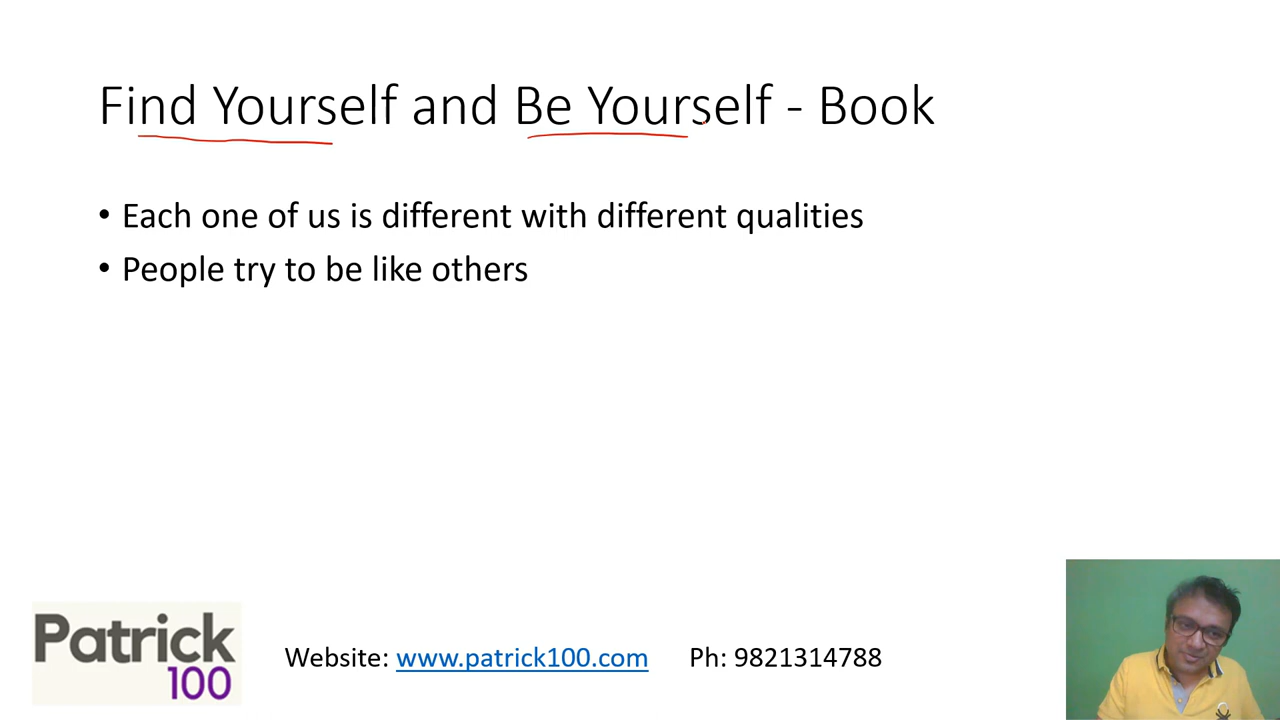 Find Yourself and Be Yourself - Book
• Each one of us is different with different qualities
• People try to be like others
Patrick
100
Website: www.patrick100.com Ph: 9821314788